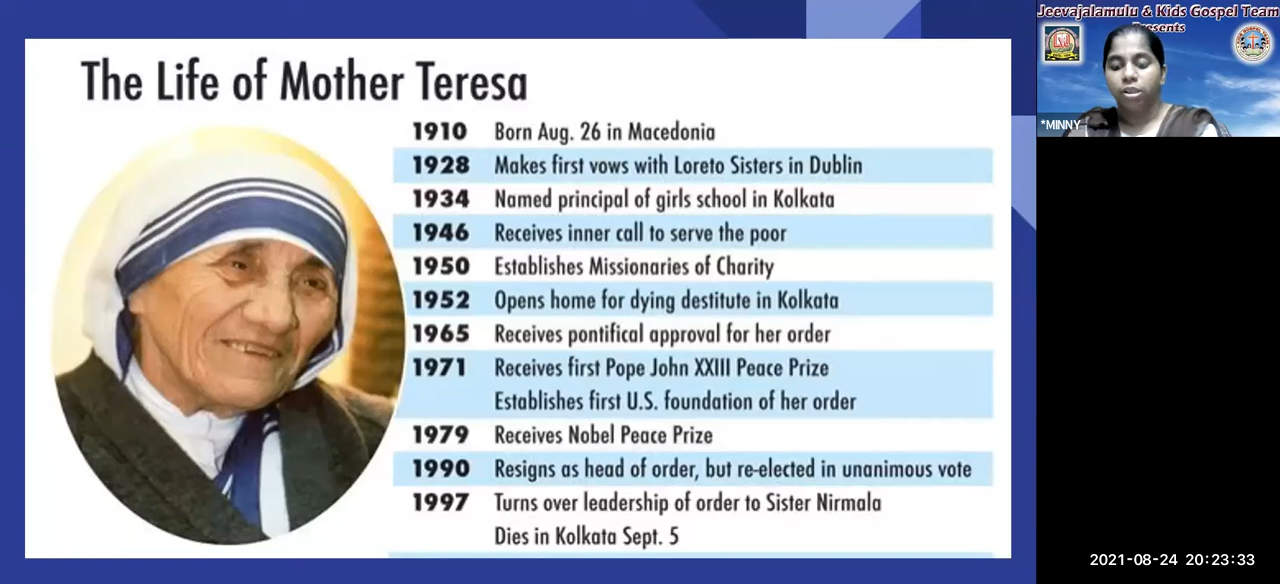 The Life of Mother Teresa
1910 Born Aug. 26 in Macedonia
1928 Makes first vows with Loreto Sisters in Dublin
1934 Named principal of girls school in Kolkata
1946 Receives inner call to serve the poor
1950 Establishes Missionaries of Charity
1952 Opens home for dying destitute in Kolkata
1965 Receives pontifical approval for her order
1971 Receives first Pope John XXIII Peace Prize
Establishes first U.S. foundation of her order
1979 Receives Nobel Peace Prize
1990 Resigns as head of order, but re-elected in unanimous vote
1997 Turns over leadership of order to Sister Nirmala
Dies in Kolkata Sept. 5
Jeevajalamulu & Kids Gospel Team
Presents
*MINNY
2021-08-24 20:23:33